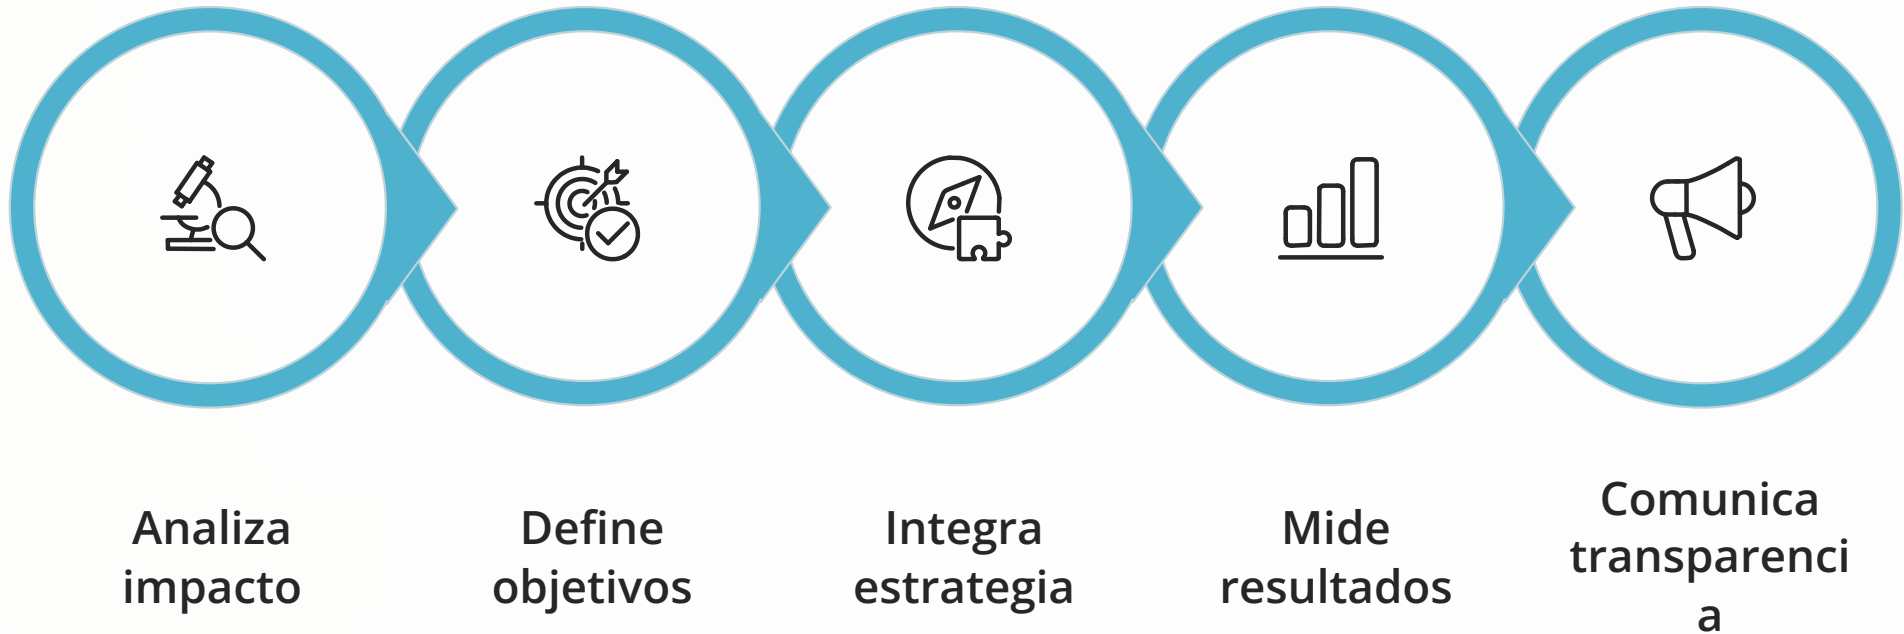 Analiza
impacto
Define
objetivos
Integra
estrategia
Mide
resultados
Comunica
transparenci
a